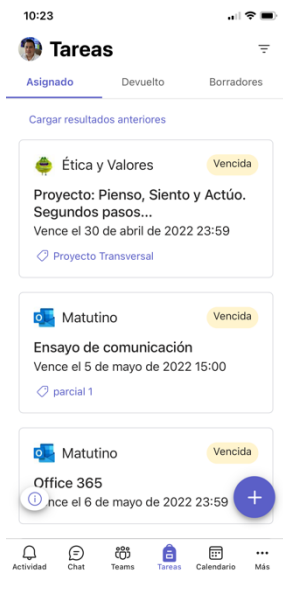 10:23
Tareas
Asignado Devuelto Borradores
Cargar resultados anteriores
Ética y Valores Vencida
Proyecto: Pienso, Siento y Actúo.
Segundos pasos...
Vence el 30 de abril de 2022 23:59
Proyecto Transversal
Matutino Vencida
Ensayo de comunicación
Vence el 5 de mayo de 2022 15:00
parcial 1
Matutino Vencida
Office 365
nce el 6 de mayo de 2022 23:59
Actividad Chat Teams Tareas Calendario Más